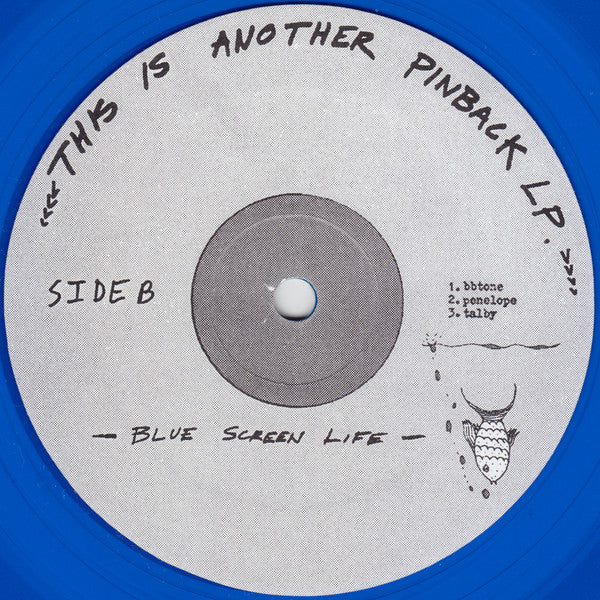 THIS IS ANOTHER PINBACK LP.
SIDE B
1. bbtone
2. penelope
3. talby
- BLUE SCREEN LIFE -